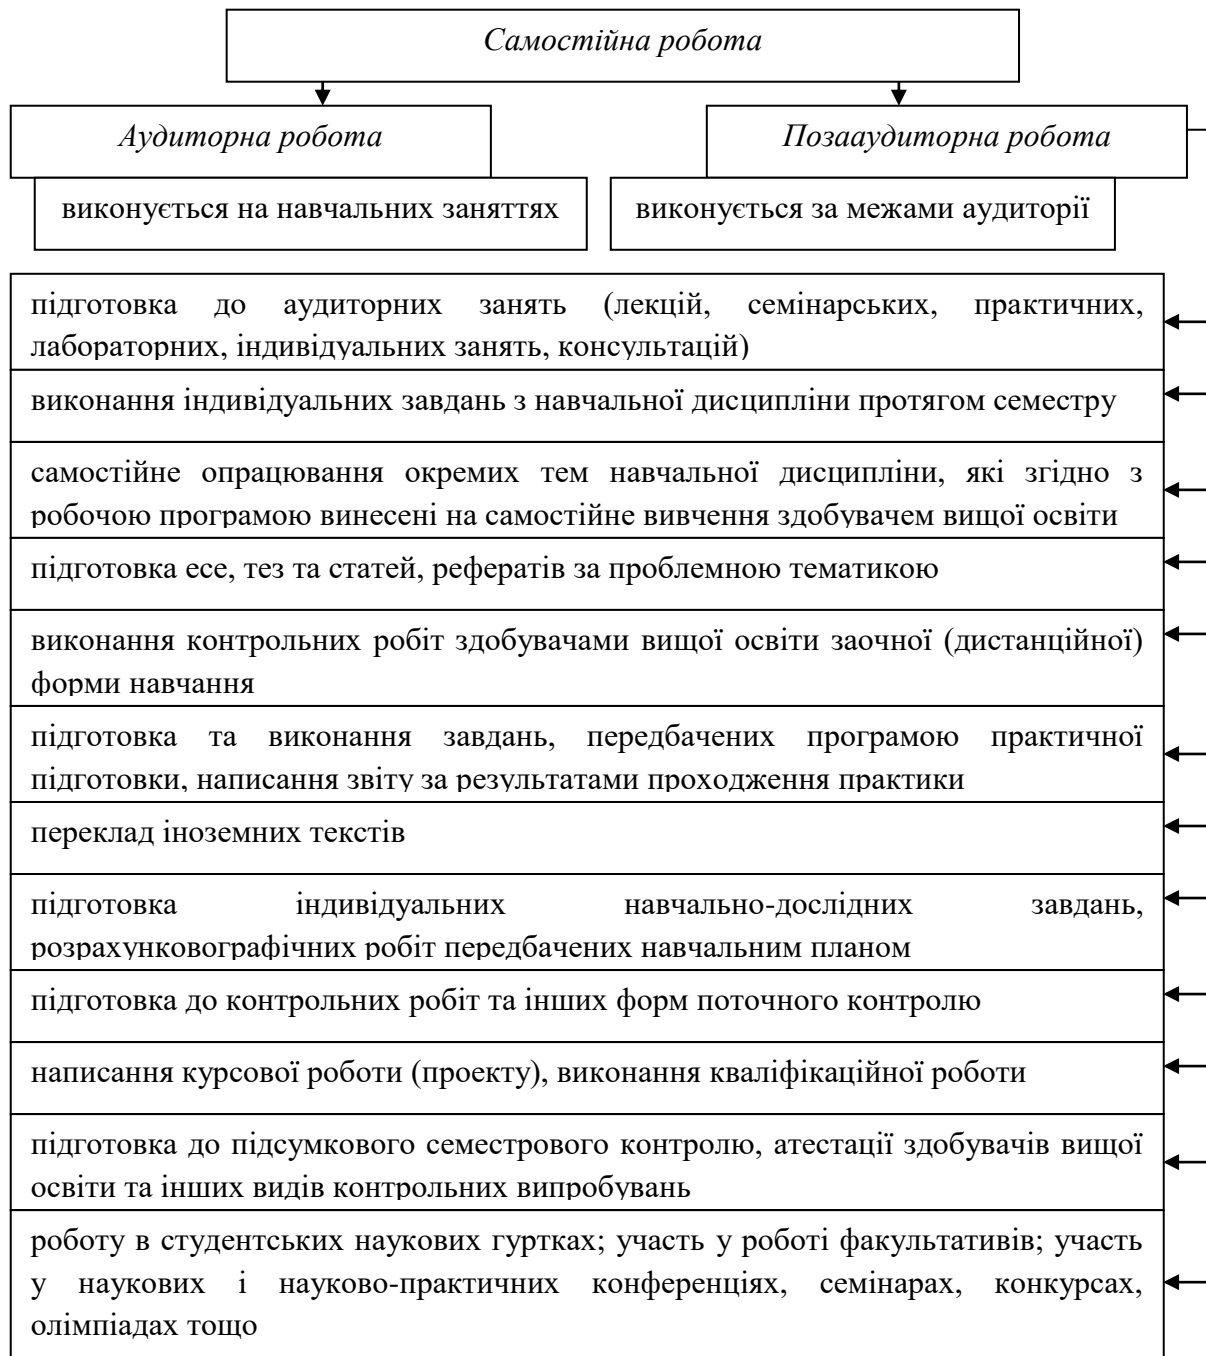 Самостійна робота
Аудиторна робота
Позааудиторна робота
виконується на навчальних заняттях
виконується за межами аудиторії
підготовка до аудиторних занять (лекцій, семінарських, практичних,
лабораторних, індивідуальних занять, консультацій)
виконання індивідуальних завдань з навчальної дисципліни протягом семестру
самостійне опрацювання окремих тем навчальної дисципліни, які згідно з
робочою програмою винесені на самостійне вивчення здобувачем вищої освіти
підготовка есе, тез та статей, рефератів за проблемною тематикою
виконання контрольних робіт здобувачами вищої освіти заочної (дистанційної)
форми навчання
підготовка та виконання завдань, передбачених програмою практичної
підготовки, написання звіту за результатами проходження практики
переклад іноземних текстів
підготовка індивідуальних навчально-дослідних завдань,
розрахунковографічних робіт передбачених навчальним планом
підготовка до контрольних робіт та інших форм поточного контролю
написання курсової роботи (проекту), виконання кваліфікаційної роботи
підготовка до підсумкового семестрового контролю, атестації здобувачів вищої
освіти та інших видів контрольних випробувань
роботу в студентських наукових гуртках; участь у роботі факультативів; участь
у наукових і науково-практичних конференціях, семінарах, конкурсах,
олімпіадах тощо